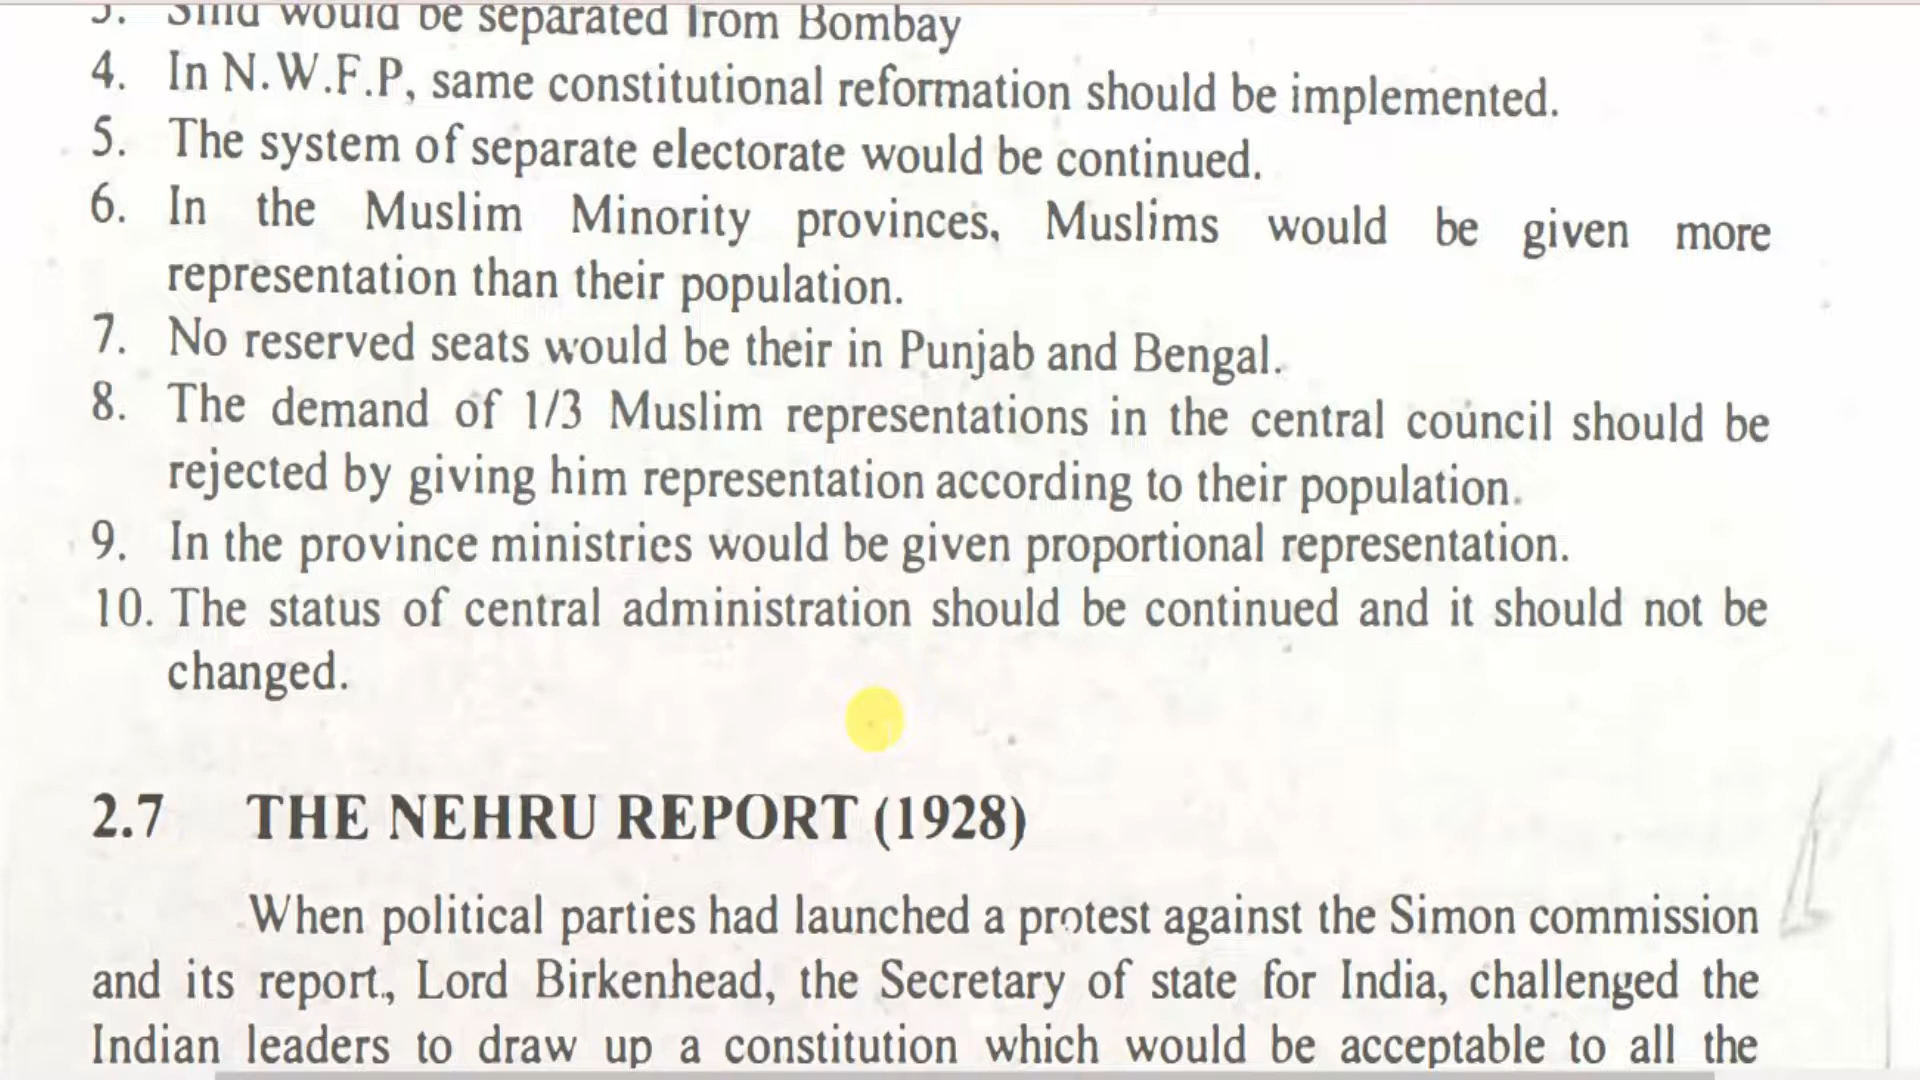 3. Sind would be separated from Bombay
4. In N.W.F.P, same constitutional reformation should be implemented.
5. The system of separate electorate would be continued.
6. In the Muslim Minority provinces, Muslims would be given more
representation than their population.
7. No reserved seats would be their in Punjab and Bengal.
8. The demand of 1/3 Muslim representations in the central council should be
rejected by giving him representation according to their population.
9. In the province ministries would be given proportional representation.
10. The status of central administration should be continued and it should not be
changed.
2.7 THE NEHRU REPORT (1928)
When political parties had launched a protest against the Simon commission
and its report, Lord Birkenhead, the Secretary of state for India, challenged the
Indian leaders to draw up a constitution which would be acceptable to all the